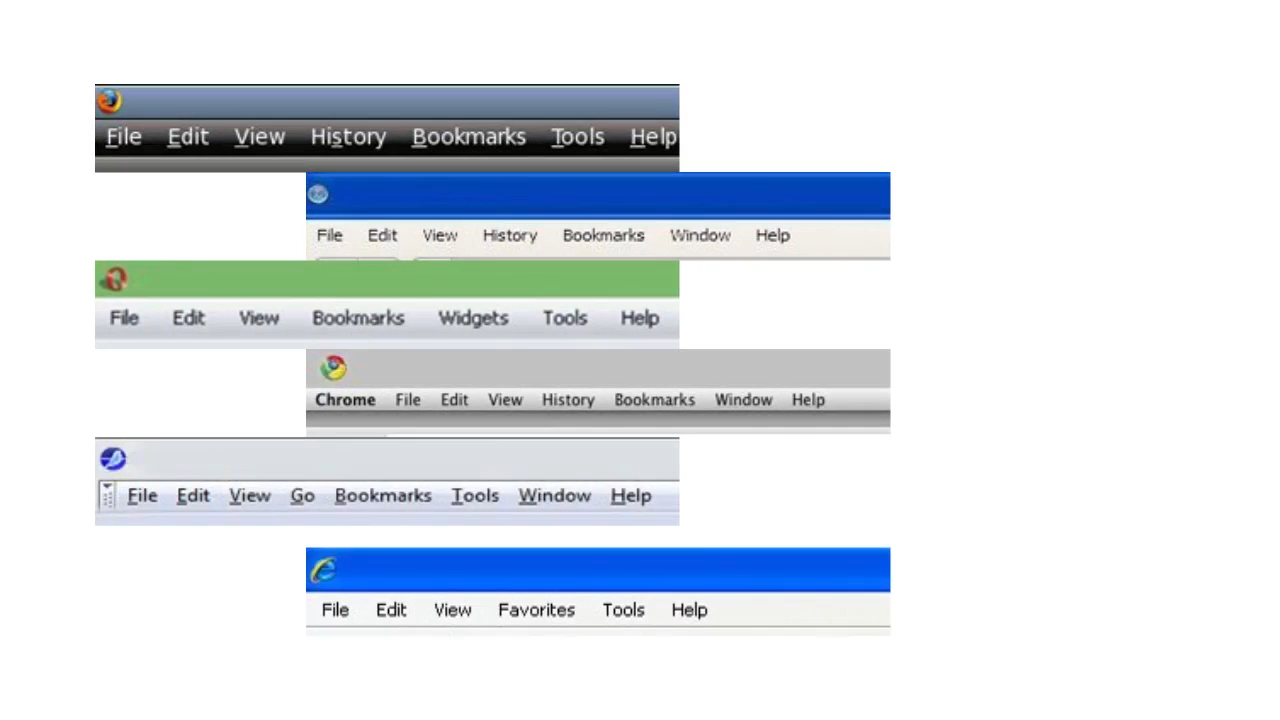 File Edit View History Bookmarks Tools Help
File Edit View History Bookmarks Window Help
File Edit View Bookmarks Widgets Tools Help
Chrome File Edit View History Bookmarks Window Help
File Edit View Go Bookmarks Tools Window Help
File Edit View Favorites Tools Help